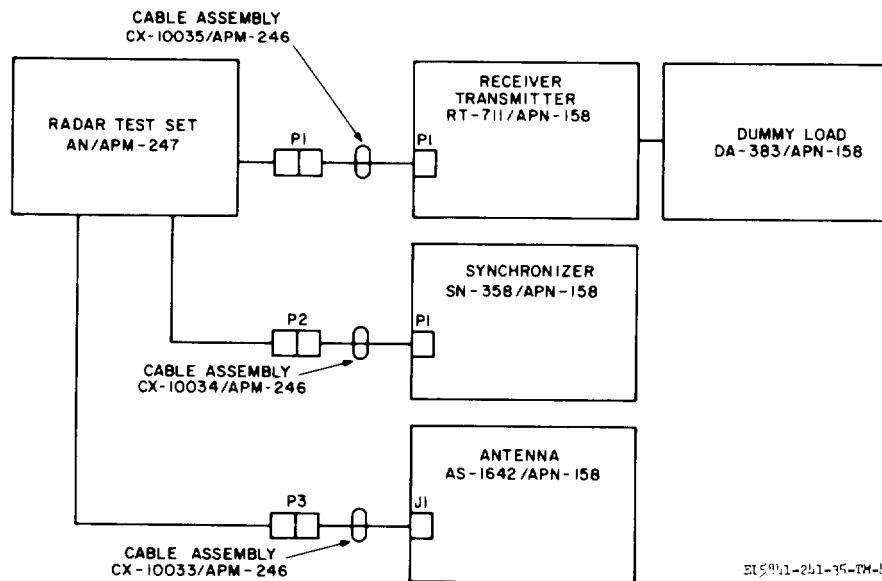 CABLE ASSEMBLY
CX-10035/APM-246
RADAR TEST SET
AN/APM-247
P1
P1
RECEIVER
TRANSMITTER
RT-711/APN-158
DUMMY LOAD
DA-383/APN-158
SYNCHRONIZER
SN-358/APN-158
P2
P1
CABLE ASSEMBLY
CX-10034/APM-246
ANTENNA
AS-1642/APN-158
P3
J1
CABLE ASSEMBLY
CX-10033/APM-246